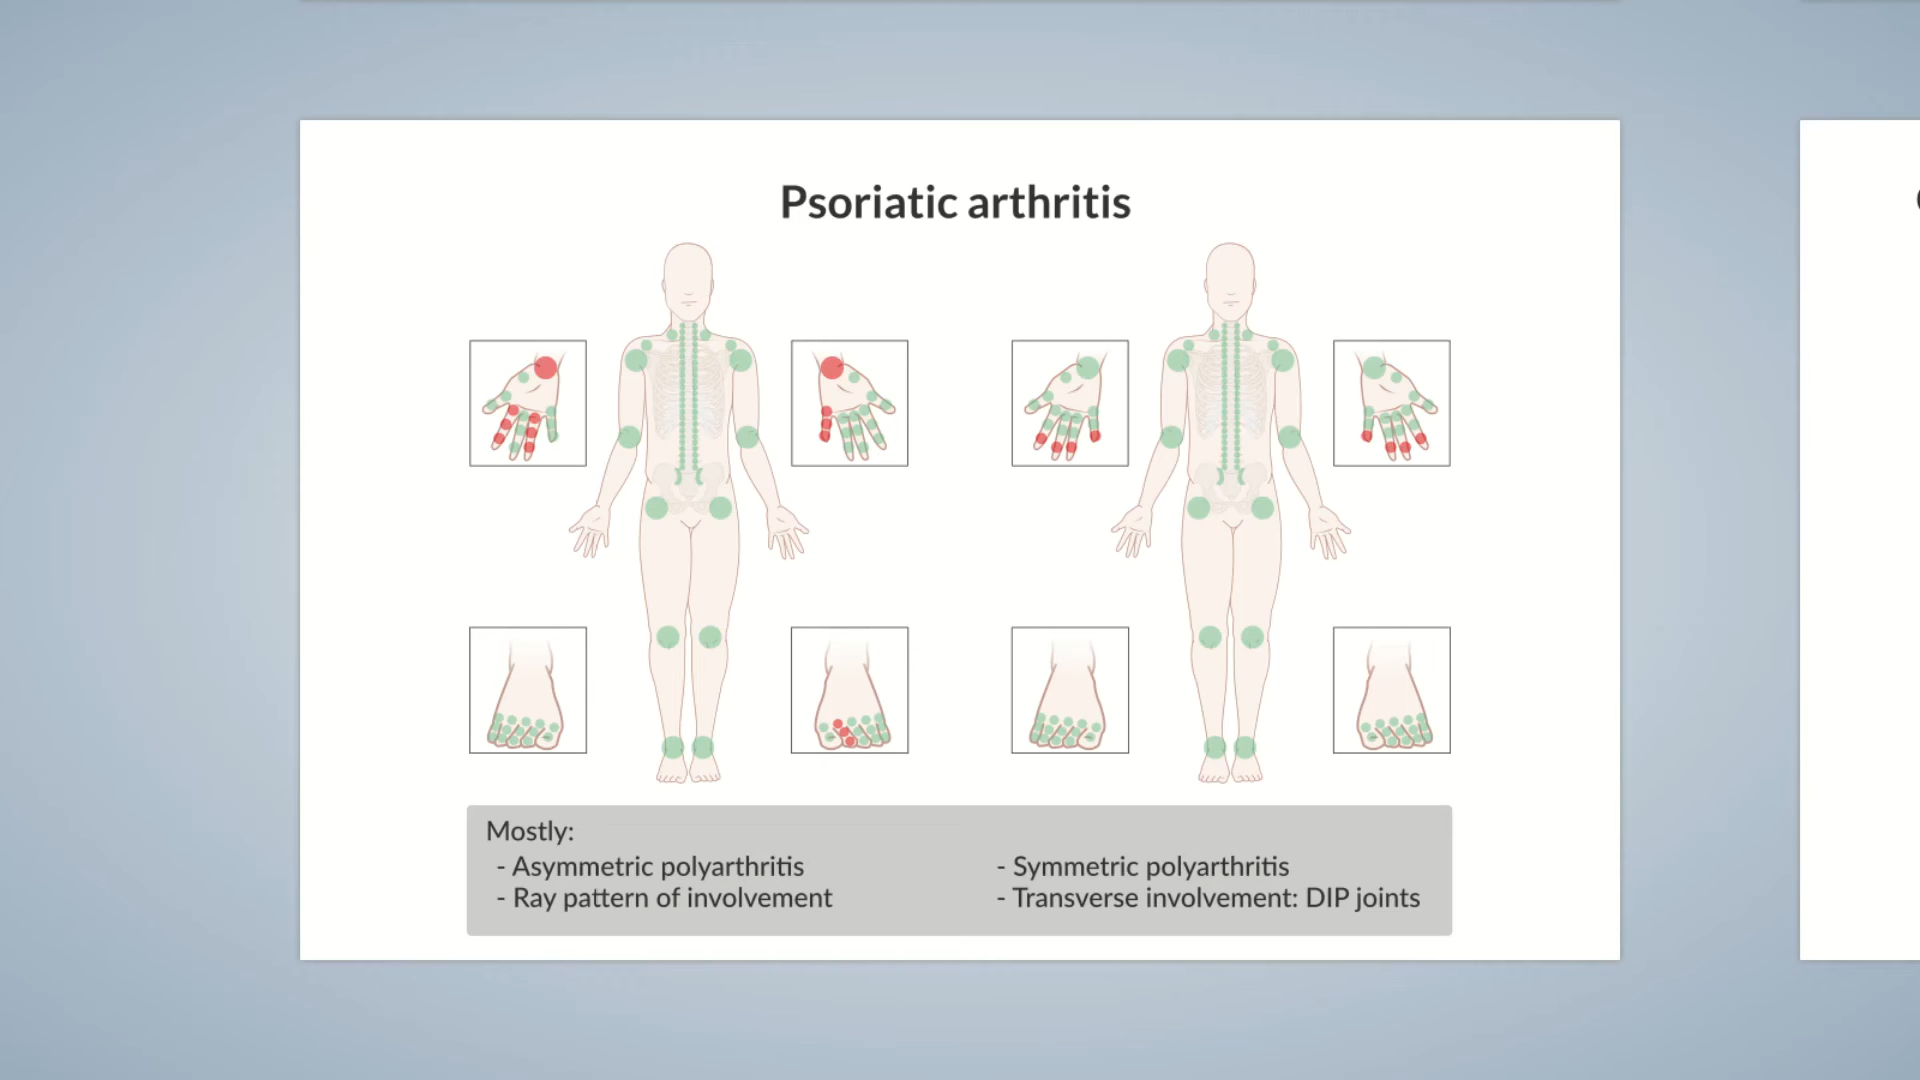 Psoriatic arthritis
Mostly:
- Asymmetric polyarthritis
- Ray pattern of involvement
- Symmetric polyarthritis
- Transverse involvement: DIP joints